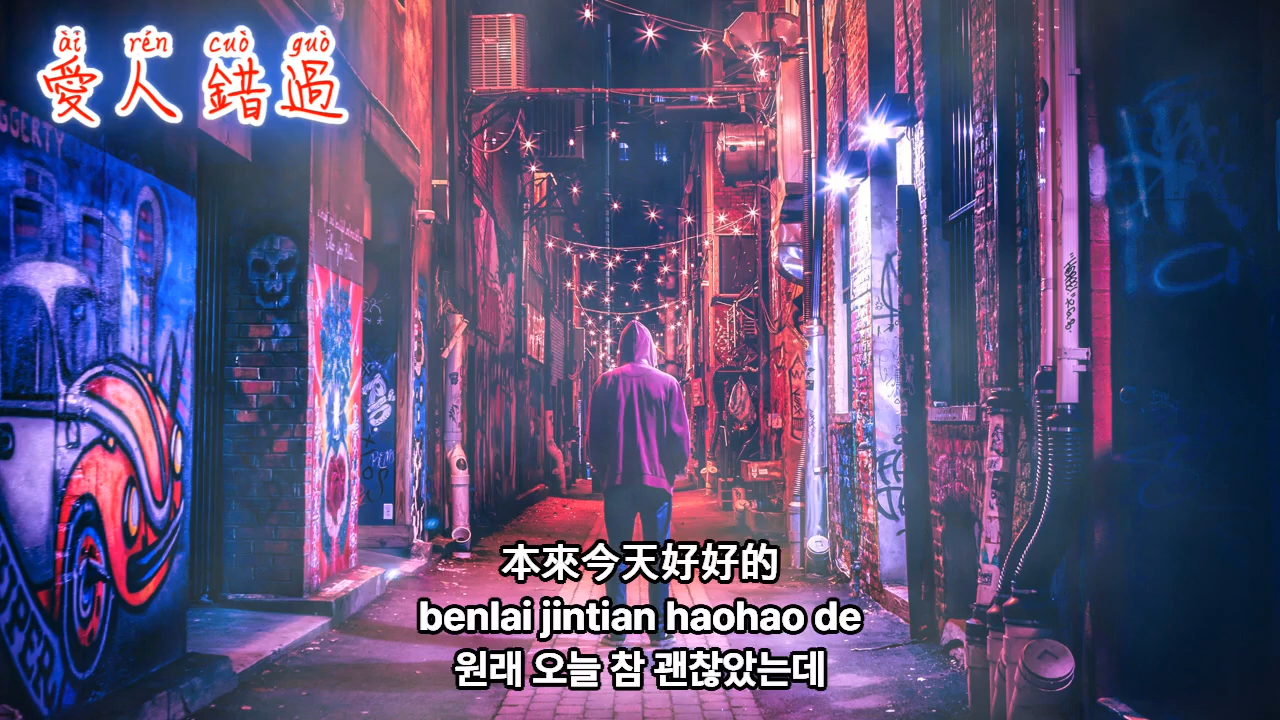 ài rén cuò guò
愛人錯過
GGERTY
本來今天好好的
benlai jintian haohao de
원래 오늘 참 괜찮았는데